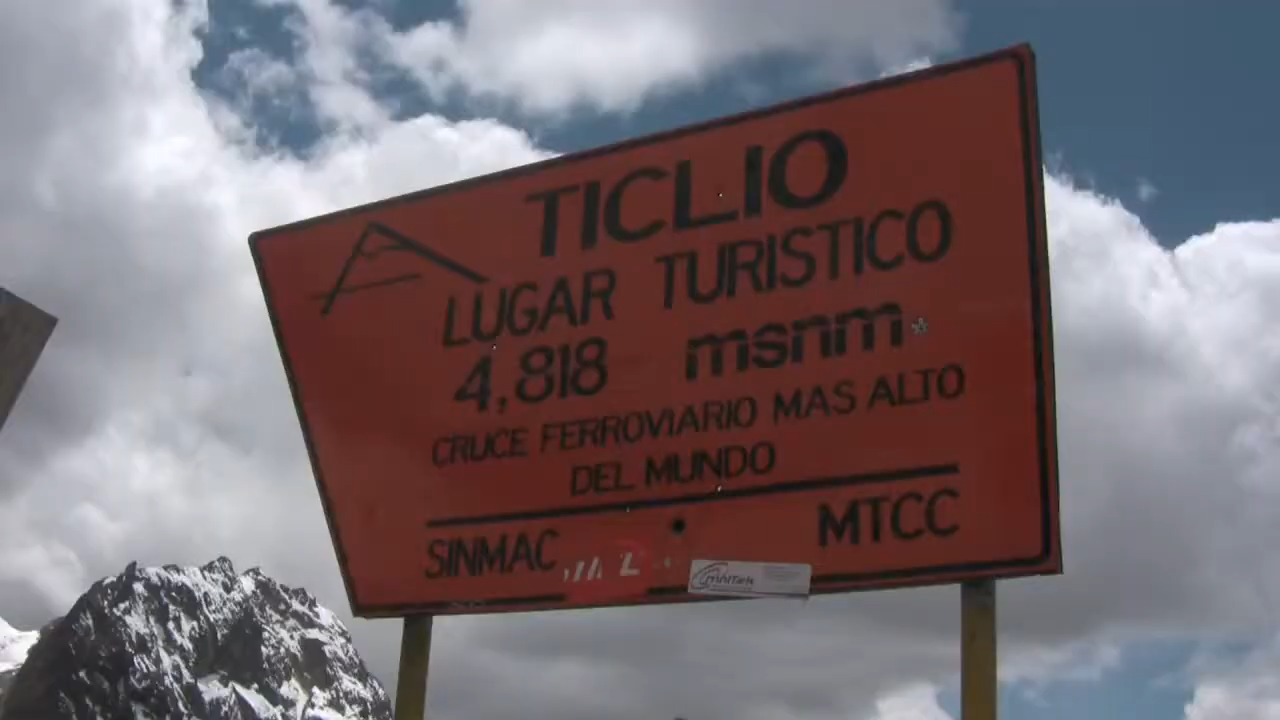 TICLIO
LUGAR TURISTICO
4,818 msnm
CRUCE FERROVIARIO MAS ALTO
DEL MUNDO
SINMAC MTCC